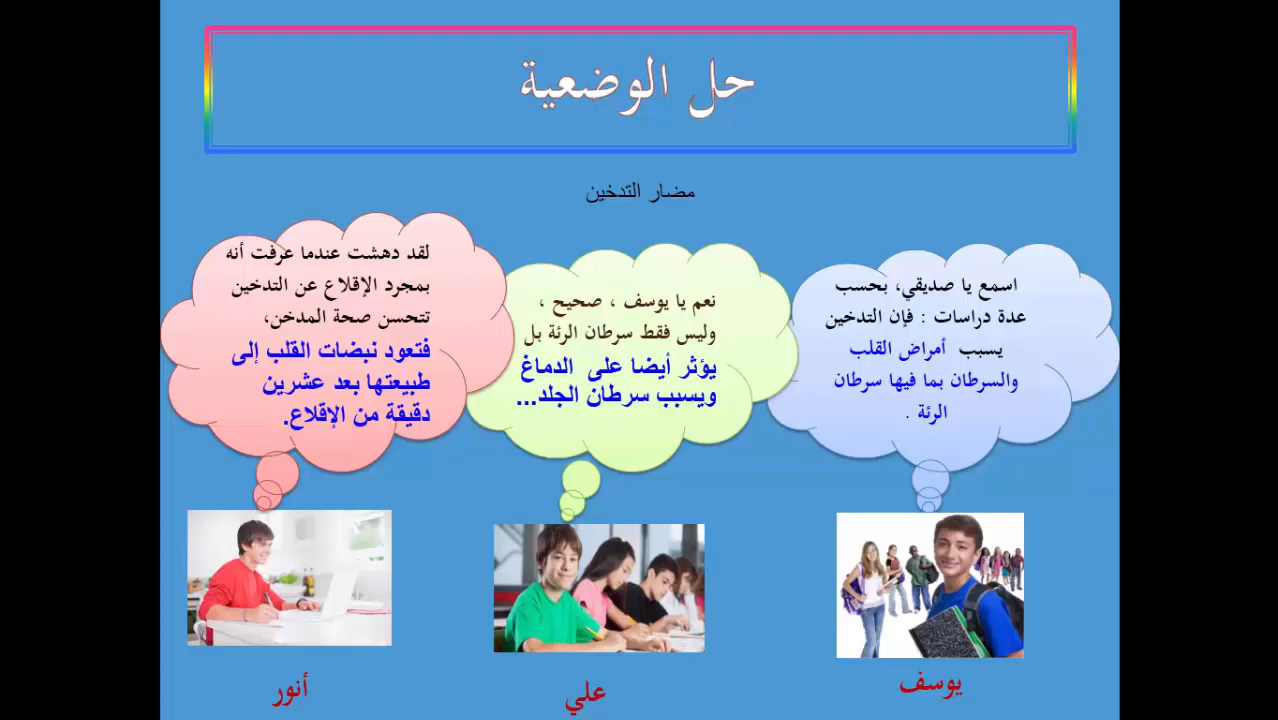 حل الوضعية
مضار التدخين
اسمع يا صديقي، بحسب
عدة دراسات : فإن التدخين
يسبب أمراض القلب
والسرطان بما فيها سرطان
الرئة .
نعم يا يوسف ، صحيح ،
وليس فقط سرطان الرئة بل
يؤثر أيضا على الدماغ
ويسبب سرطان الجلد...
لقد دهشت عندما عرفت أنه
بمجرد الإقلاع عن التدخين
تتحسن صحة المدخن،
فتعود نبضات القلب إلى
طبيعتها بعد عشرين
دقيقة من الإقلاع.
يوسف
علي
أنور